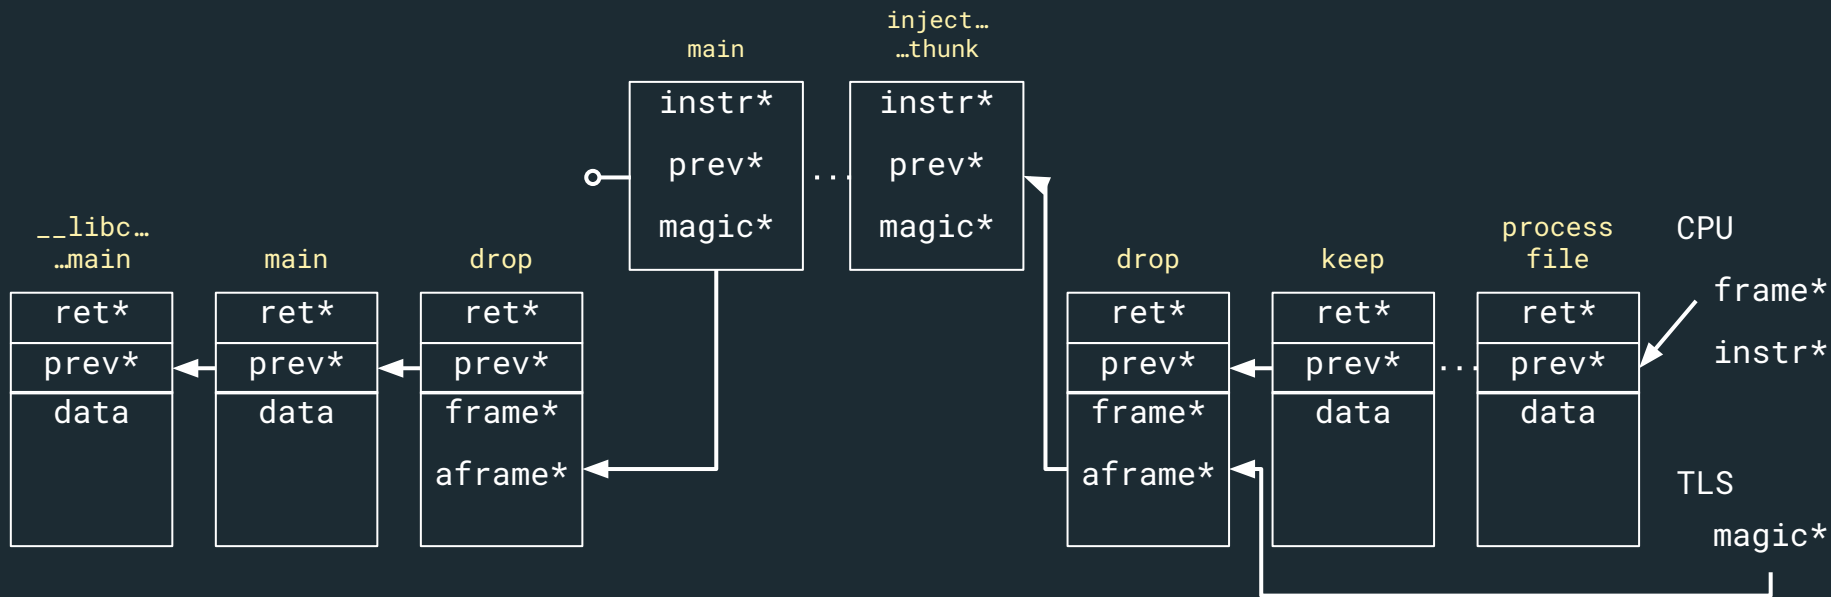 inject…
…thunk
main
instr*
prev*
magic*
instr*
prev*
magic*
__libc…
…main
ret*
prev*
data
main
ret*
prev*
data
drop
ret*
prev*
frame*
aframe*
drop
ret*
prev*
frame*
aframe*
keep
ret*
prev*
data
process
file
ret*
prev*
data
CPU
frame*
instr*
TLS
magic*